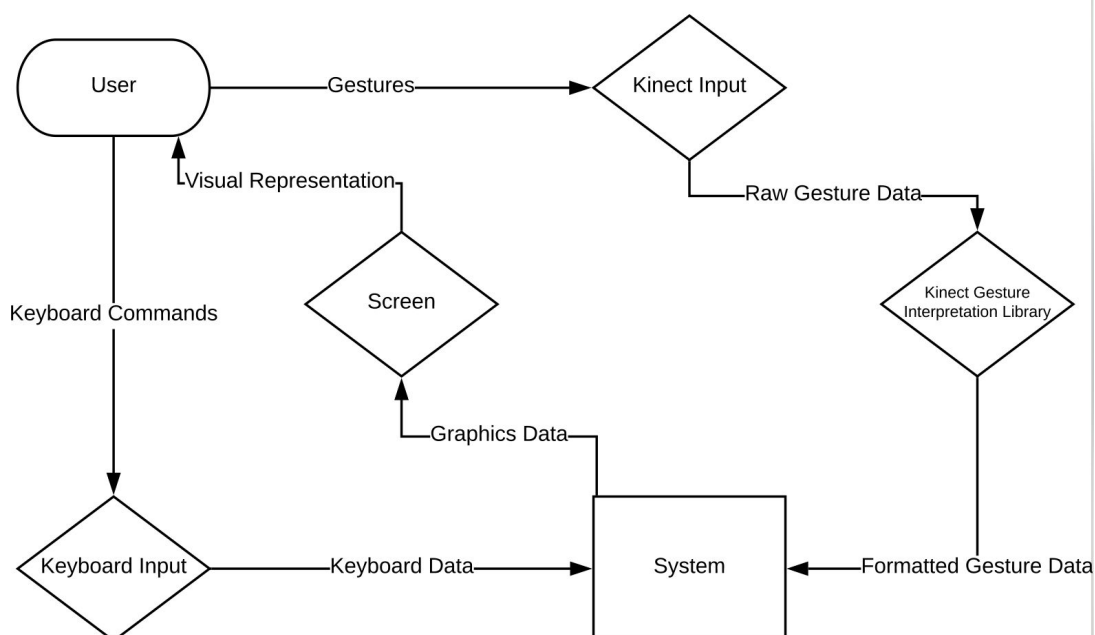 User
Gestures
Kinect Input
Visual Representation
Raw Gesture Data
Screen
Kinect Gesture
Interpretation Library
Keyboard Commands
Graphics Data
Keyboard Input
Keyboard Data
System
Formatted Gesture Data